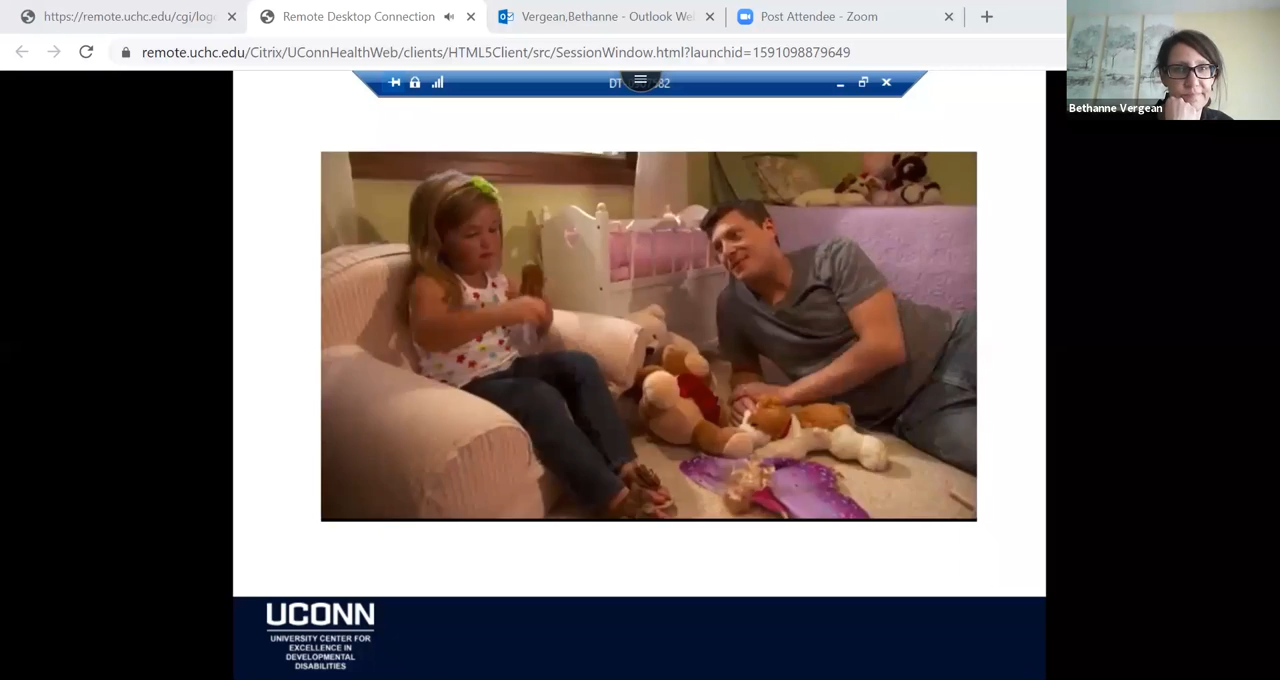 https://remote.uchc.edu/cgi/log
Remote Desktop Connection
Vergean,Bethanne - Outlook We
Post Attendee - Zoom
remote.uchc.edu/Citrix/UConnHealthWeb/clients/HTML5Client/src/SessionWindow.html?launchid=1591098879649
Bethanne Vergean
UCONN
UNIVERSITY CENTER FOR
EXCELLENCE IN
DEVELOPMENTAL
DISABILITIES